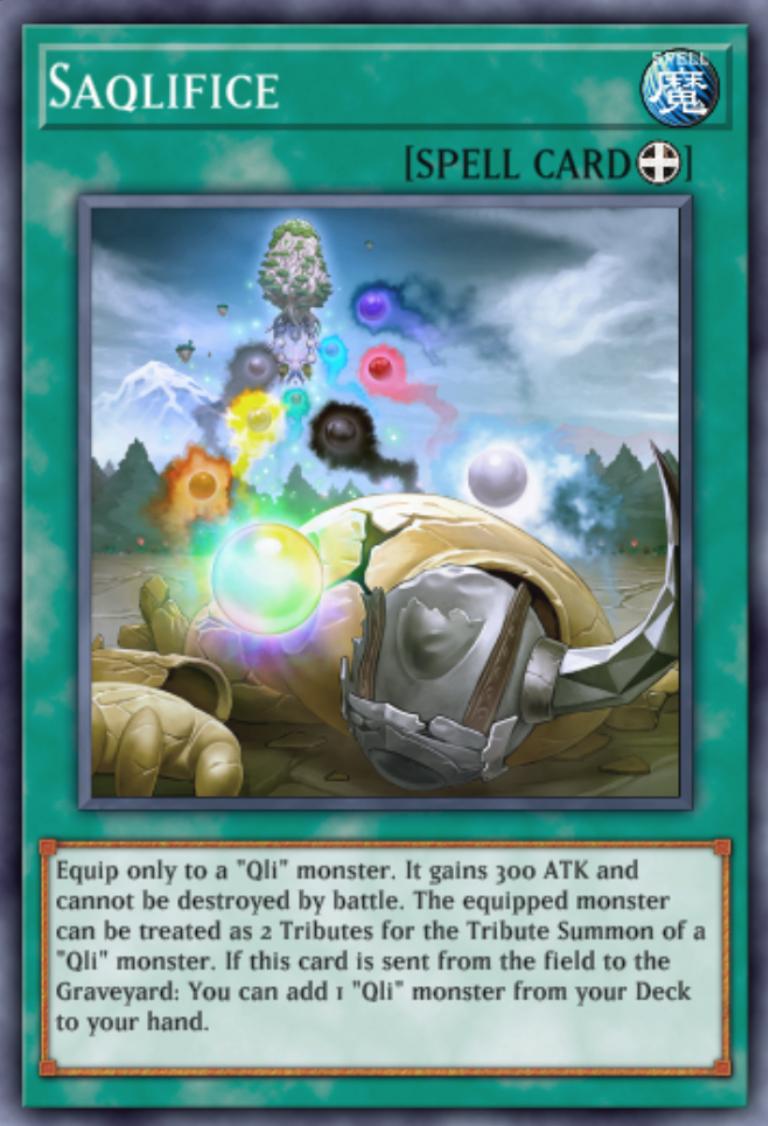 SAQLIFICE
SPELL
魔
[SPELL CARD]
Equip only to a "Qli" monster. It gains 300 ATK and
cannot be destroyed by battle. The equipped monster
can be treated as 2 Tributes for the Tribute Summon of a
"Qli" monster. If this card is sent from the field to the
Graveyard: You can add 1 "Qli" monster from your Deck
to your hand.